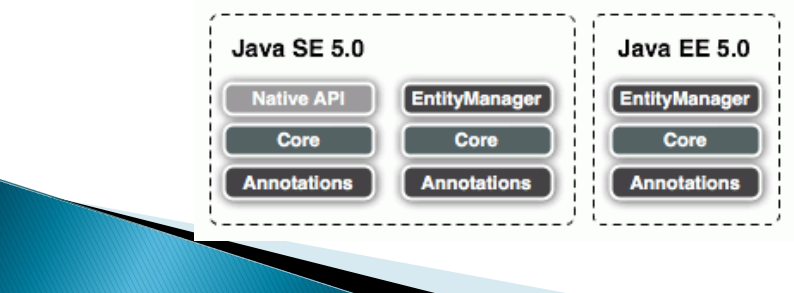 Java SE 5.0
Native API
Core
Annotations
EntityManager
Core
Annotations
Java EE 5.0
EntityManager
Core
Annotations